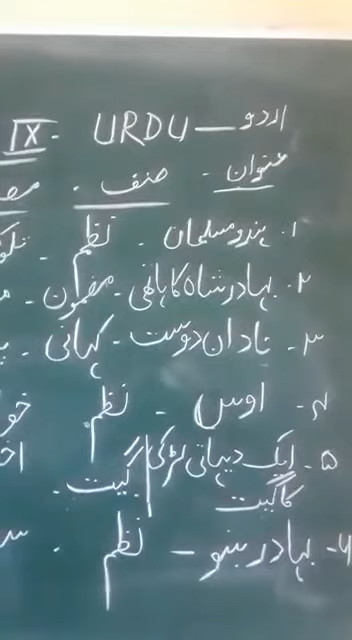 اردو — URDU - IX
عنوان - صنف -
۱. ہندو مسلمان - نظم -
۲. بہادر شاہ کا ہاتھی - مضمون -
۳- نادان دوست - کہانی -
۴- اوس - نظم
۵- ایک دیہاتی لڑکی کا گیت - گیت -
۶- بہادر بنو - نظم -